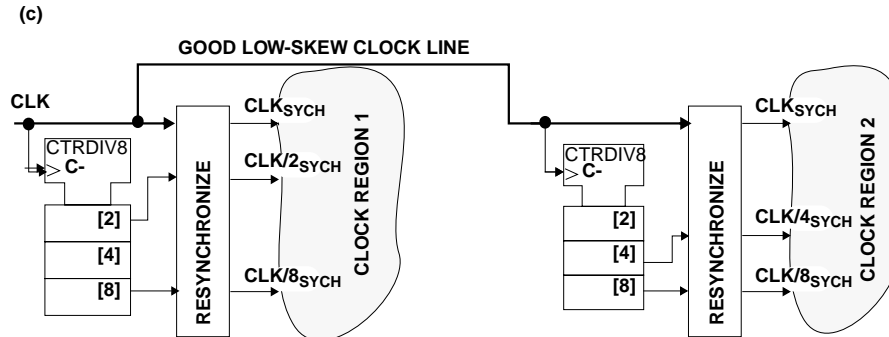 (c)
GOOD LOW-SKEW CLOCK LINE
CLK
CTRDIV8
C-
[2]
[4]
[8]
RESYNCHRONIZE
CLKSYCH
CLK/2SYCH
CLK/8SYCH
CLOCK REGION 1
CTRDIV8
C-
[2]
[4]
[8]
RESYNCHRONIZE
CLKSYCH
CLK/4SYCH
CLK/8SYCH
CLOCK REGION 2